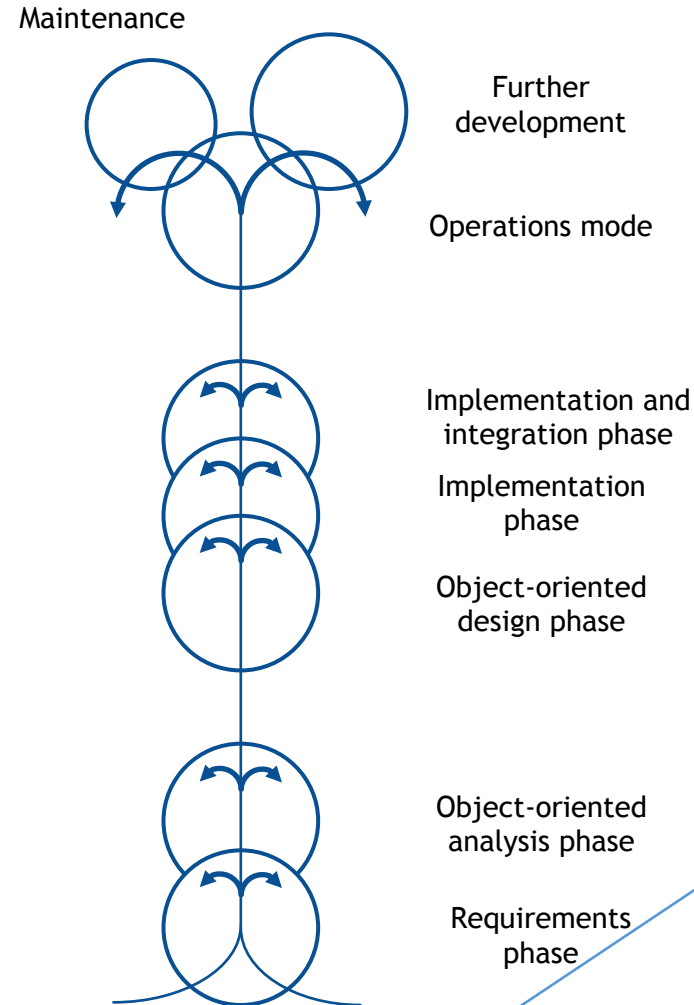 Maintenance
Further
development
Operations mode
Implementation and
integration phase
Implementation
phase
Object-oriented
design phase
Object-oriented
analysis phase
Requirements
phase